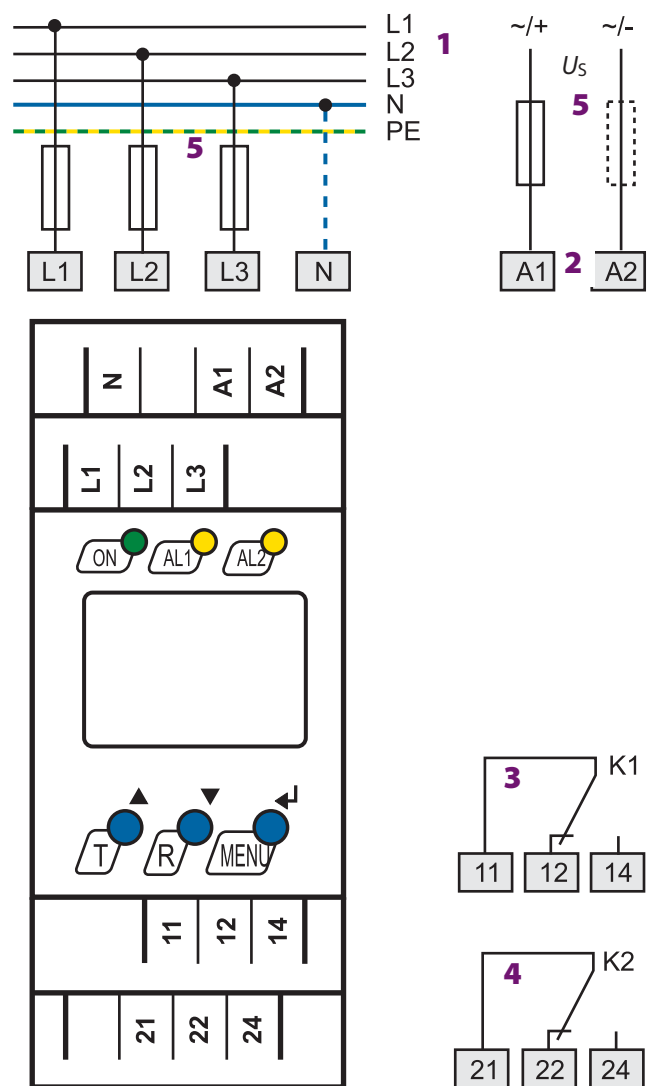 L1
L2
L3
N
PE
1
5
~/+ ~/-
US
5
L1 L2 L3 N
A1 2 A2
N A1 A2
L1 L2 L3
ON AL1 AL2
▲ ▼ ↵
T R MENU
3 K1
11 12 14
11 12 14
4 K2
21 22 24
21 22 24